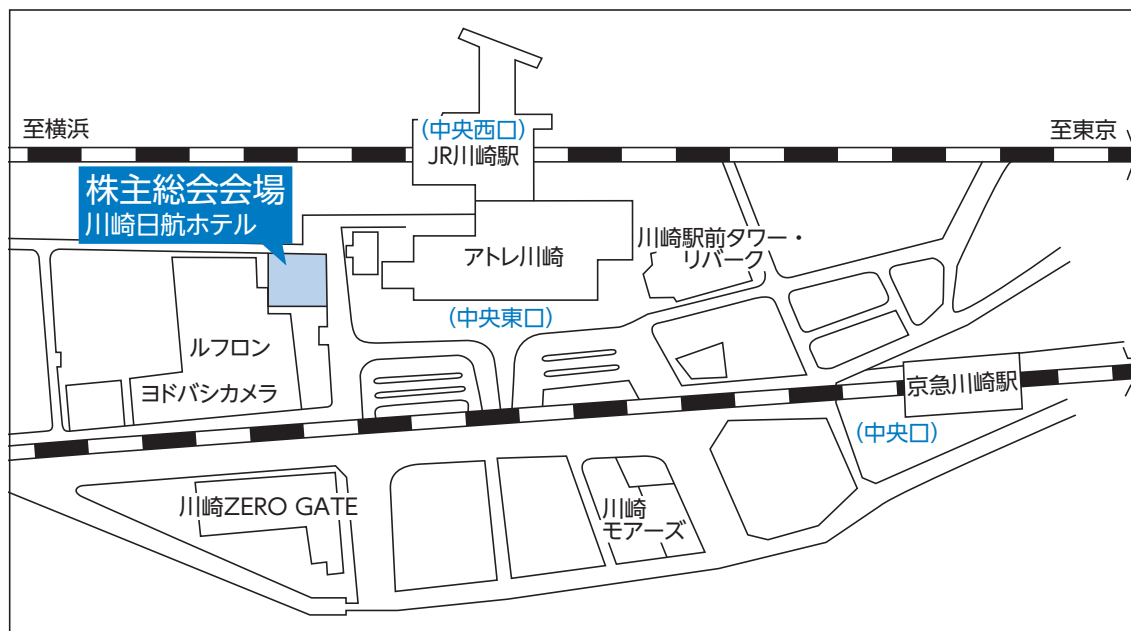 至横浜
(中央西口)
JR川崎駅
至東京
株主総会会場
川崎日航ホテル
アトレ川崎
川崎駅前タワー・
リバーク
(中央東口)
ルフロン
ヨドバシカメラ
京急川崎駅
(中央口)
川崎ZERO GATE
川崎
モアーズ